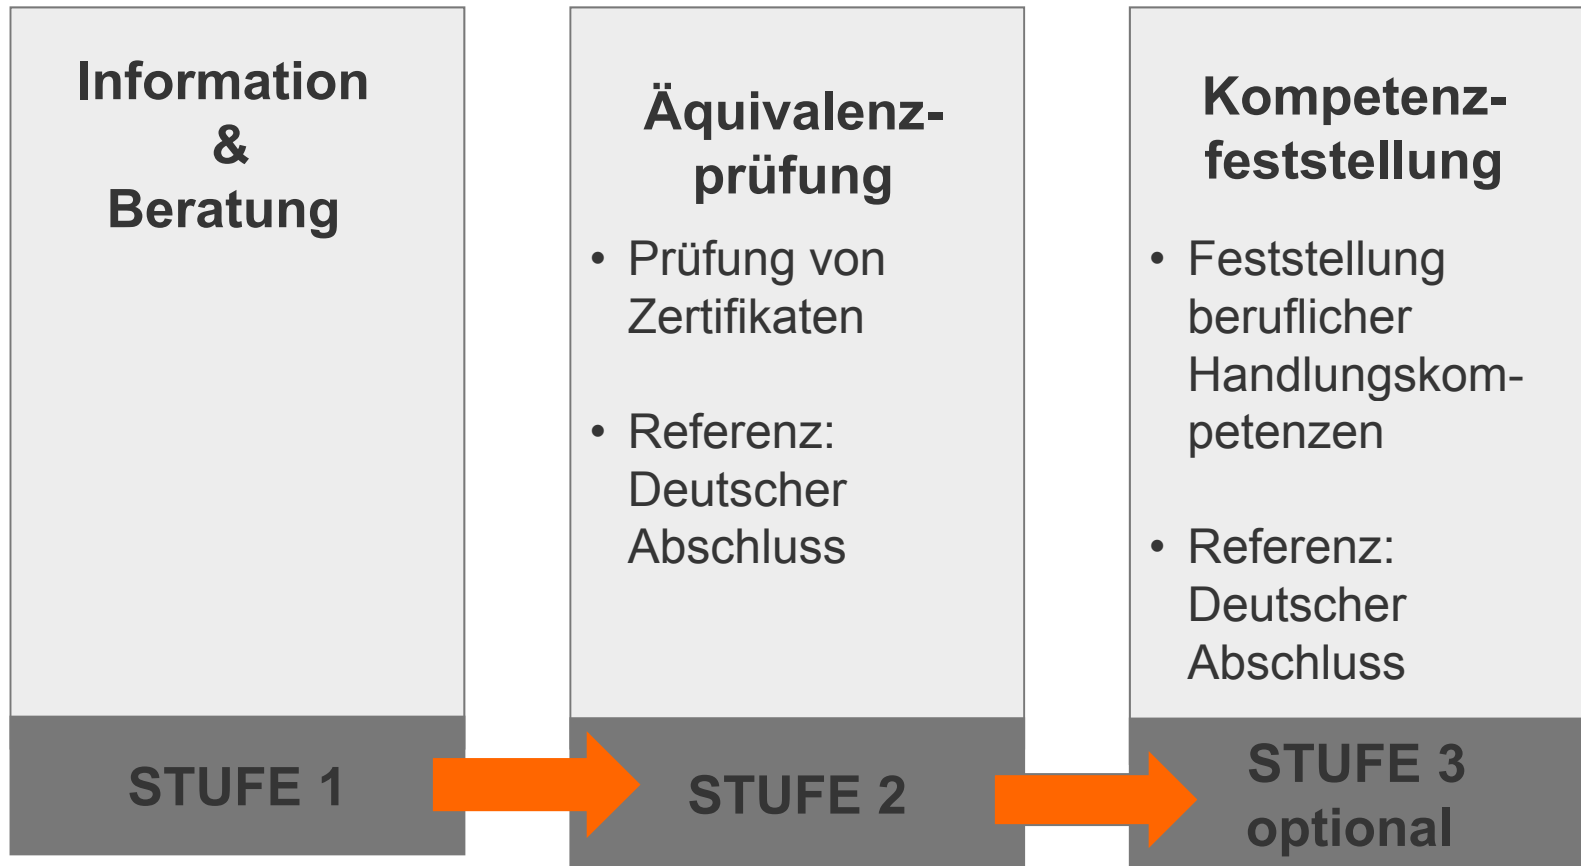 Information
&
Beratung
STUFE 1
Äquivalenz-
prüfung
• Prüfung von
Zertifikaten
• Referenz:
Deutscher
Abschluss
STUFE 2
Kompetenz-
feststellung
• Feststellung
beruflicher
Handlungskom-
petenzen
• Referenz:
Deutscher
Abschluss
STUFE 3
optional